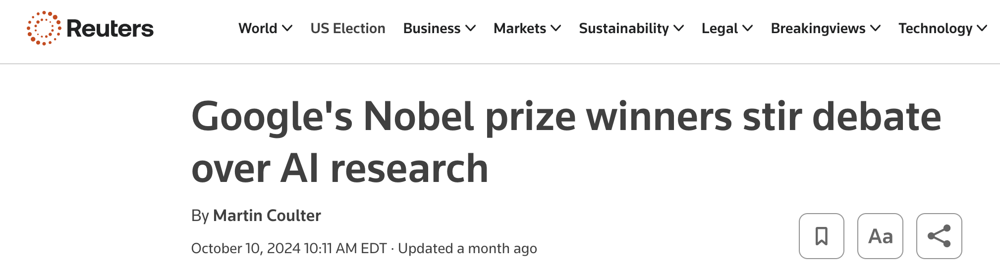 Reuters
World
US Election
Business
Markets
Sustainability
Legal
Breakingviews
Technology
Google's Nobel prize winners stir debate
over AI research
By Martin Coulter
October 10, 2024 10:11 AM EDT · Updated a month ago
Aa